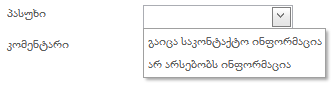 პასუხი
კომენტარი
გაიცა საკონტაქტო ინფორმაცია
არ არსებობს ინფორმაცია